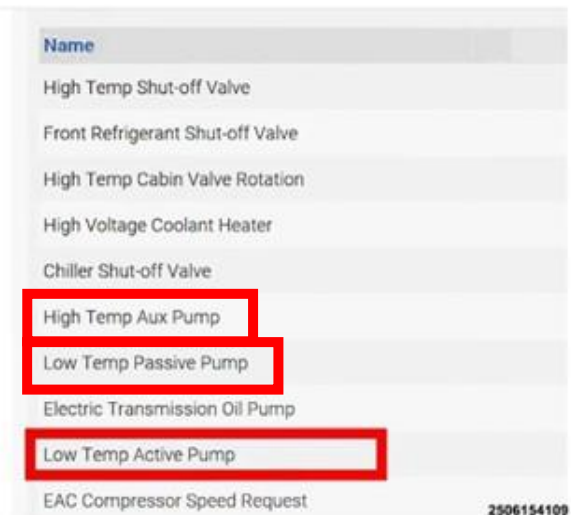 Name
High Temp Shut-off Valve
Front Refrigerant Shut-off Valve
High Temp Cabin Valve Rotation
High Voltage Coolant Heater
Chiller Shut-off Valve
High Temp Aux Pump
Low Temp Passive Pump
Electric Transmission Oil Pump
Low Temp Active Pump
EAC Compressor Speed Request
2506154109